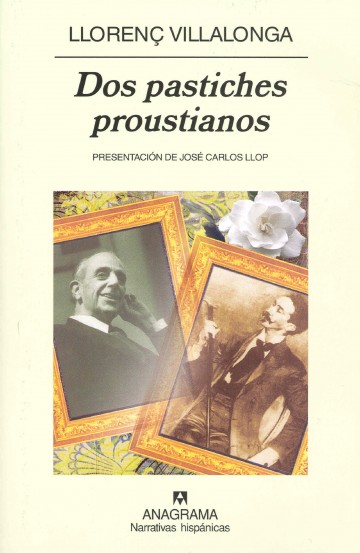 LLORENÇ VILLALONGA
Dos pastiches
proustianos
PRESENTACIÓN DE JOSÉ CARLOS LLOP
ANAGRAMA
Narrativas hispánicas